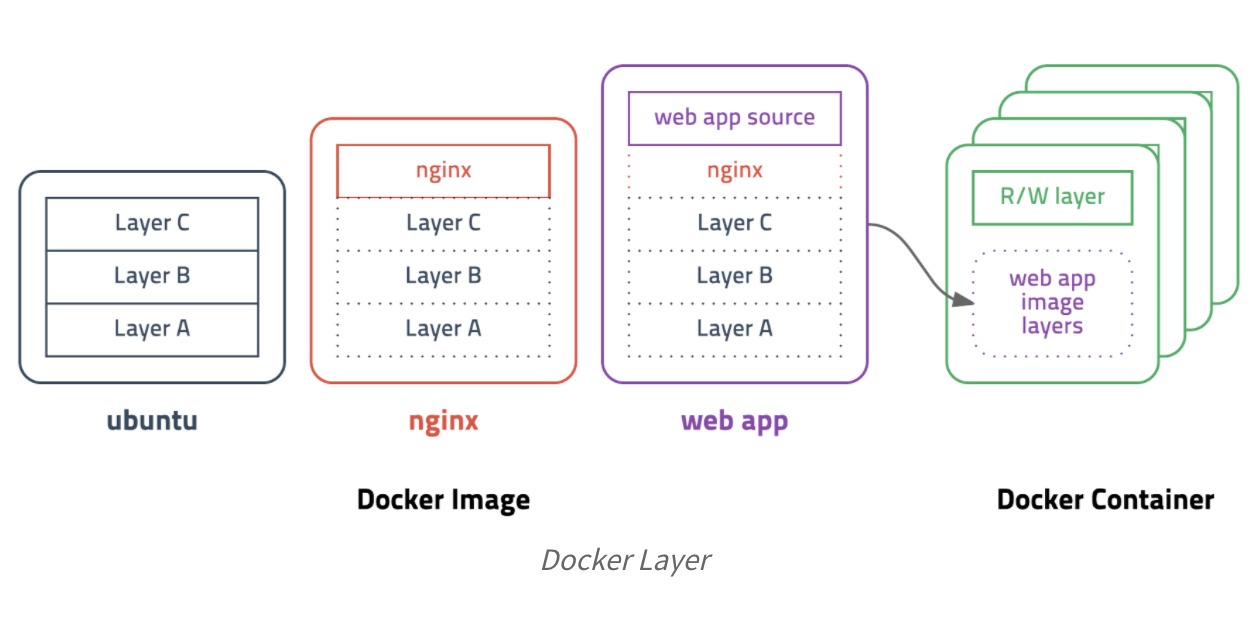 Layer C
Layer B
Layer A
ubuntu
nginx
Layer C
Layer B
Layer A
nginx
web app source
nginx
Layer C
Layer B
Layer A
web app
R/W layer
web app
image
layers
Docker Image
Docker Container
Docker Layer